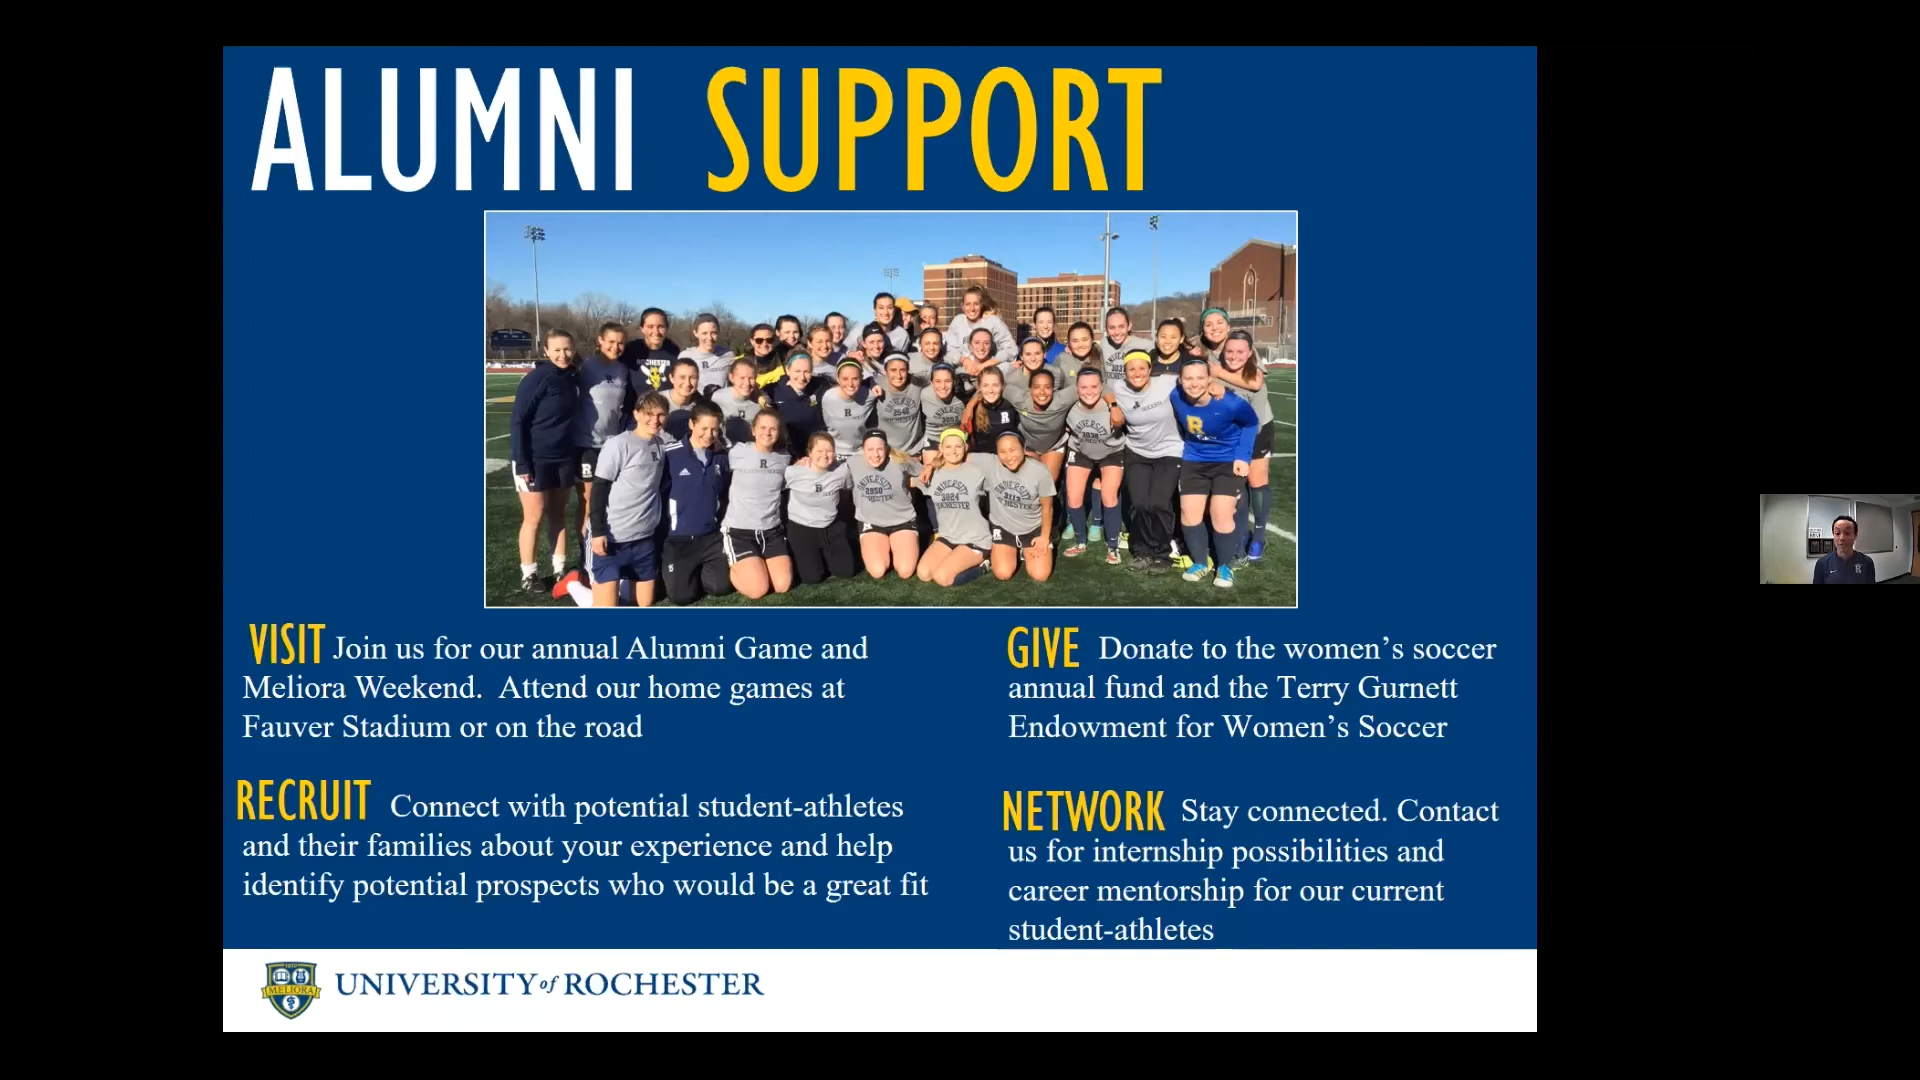 ALUMNI SUPPORT
VISIT Join us for our annual Alumni Game and
Meliora Weekend. Attend our home games at
Fauver Stadium or on the road
RECRUIT Connect with potential student-athletes
and their families about your experience and help
identify potential prospects who would be a great fit
GIVE Donate to the women’s soccer
annual fund and the Terry Gurnett
Endowment for Women’s Soccer
NETWORK Stay connected. Contact
us for internship possibilities and
career mentorship for our current
student-athletes
MELIORA
UNIVERSITY of ROCHESTER